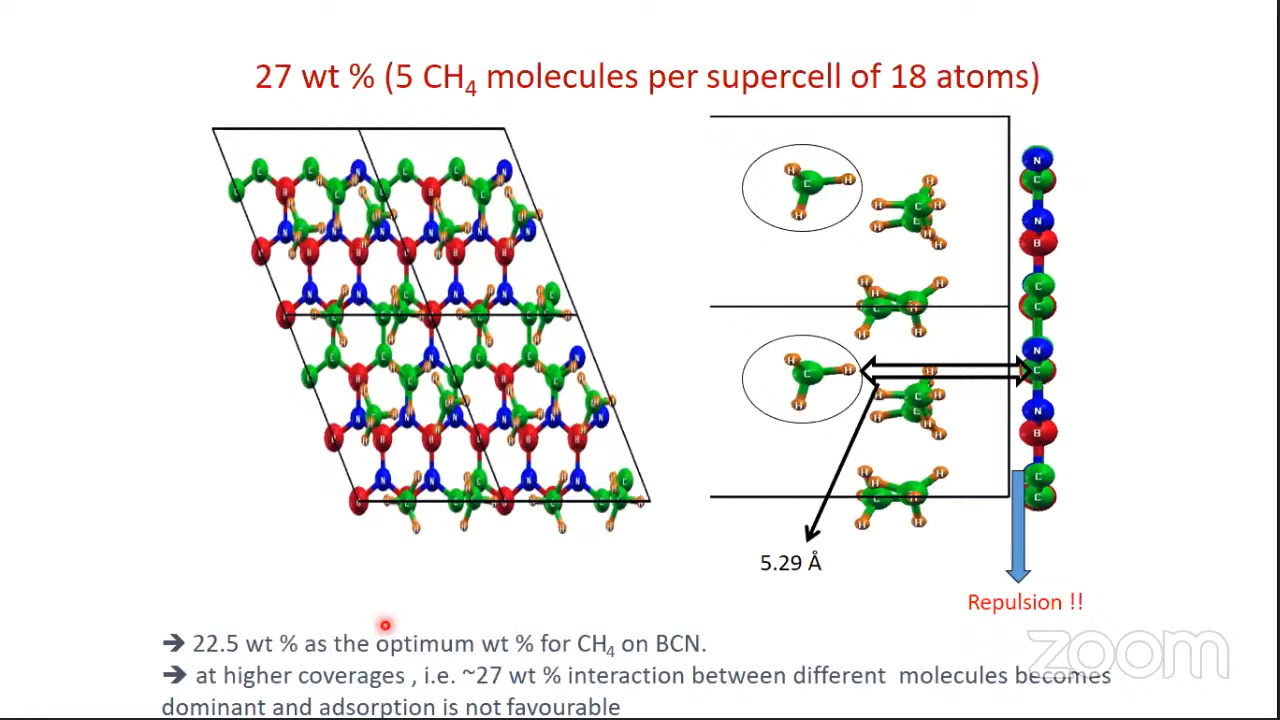 27 wt % (5 CH₄ molecules per supercell of 18 atoms)
5.29 Å
Repulsion !!
zoom
➔ 22.5 wt % as the optimum wt % for CH₄ on BCN.
➔ at higher coverages , i.e. ~27 wt % interaction between different molecules becomes
dominant and adsorption is not favourable